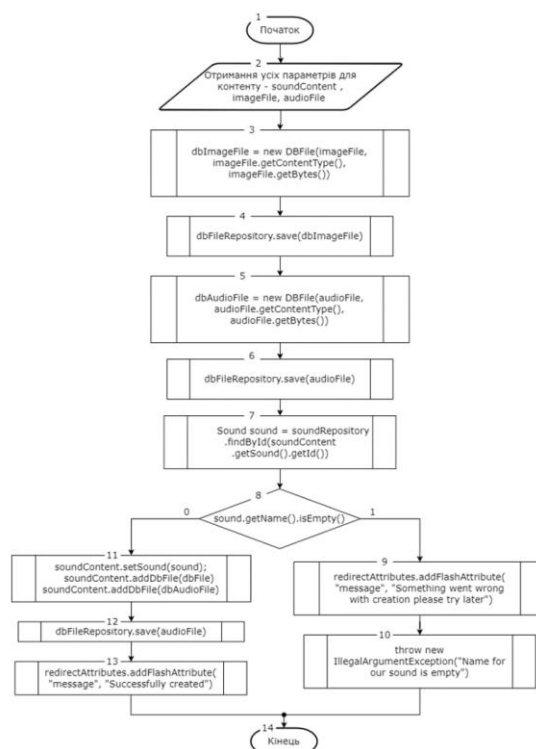 1
Початок
2
Отримання усіх параметрів для
контенту - soundContent ,
imageFile, audioFile
3
dbImageFile = new DBFile(imageFile,
imageFile.getContentType(),
imageFile.getBytes())
4
dbFileRepository.save(dbImageFile)
5
dbAudioFile = new DBFile(audioFile,
audioFile.getContentType(),
audioFile.getBytes())
6
dbFileRepository.save(audioFile)
7
Sound sound = soundRepository
.findById(soundContent
.getSound().getId())
8
0
sound.getName().isEmpty()
1
11
soundContent.setSound(sound);
soundContent.addDbFile(dbFile)
soundContent.addDbFile(dbAudioFile)
12
dbFileRepository.save(audioFile)
13
redirectAttributes.addFlashAttribute(
"message", "Successfully created")
9
redirectAttributes.addFlashAttribute(
"message", "Something went wrong
with creation please try later")
10
throw new
IllegalArgumentException("Name for
our sound is empty")
14
Кінець